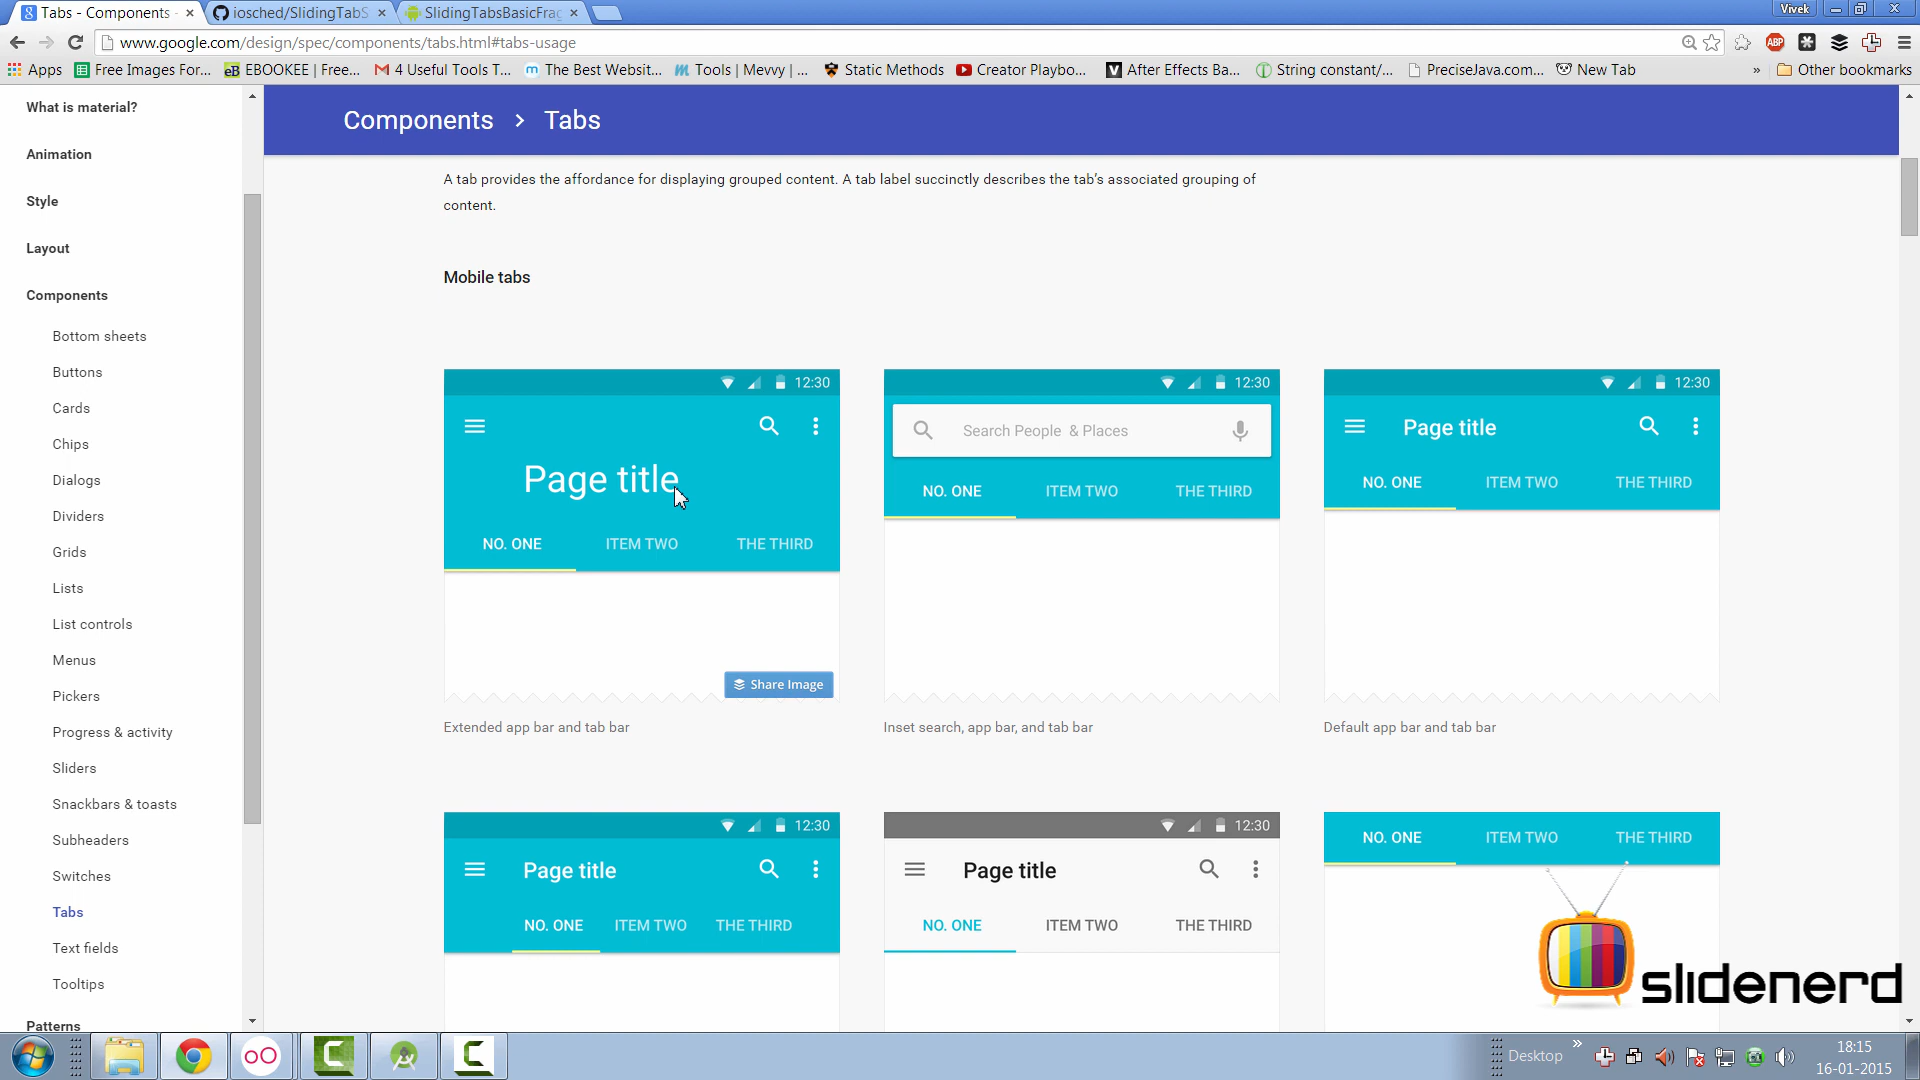 Tabs - Components -
iosched/SlidingTabS
SlidingTabsBasicFrag
Vivek
www.google.com/design/spec/components/tabs.html#tabs-usage
ABP
Apps
Free Images For...
eB EBOOKEE | Free...
4 Useful Tools T...
m The Best Websit...
Tools | Mevvy | ...
Static Methods
Creator Playbo...
V After Effects Ba...
String constant/...
PreciseJava.com...
New Tab
»
Other bookmarks
What is material?
Animation
Style
Layout
Components
Bottom sheets
Buttons
Cards
Chips
Dialogs
Dividers
Grids
Lists
List controls
Menus
Pickers
Progress & activity
Sliders
Snackbars & toasts
Subheaders
Switches
Tabs
Text fields
Tooltips
Patterns
Components > Tabs
A tab provides the affordance for displaying grouped content. A tab label succinctly describes the tab's associated grouping of
content.
Mobile tabs
12:30
Page title
NO. ONE ITEM TWO THE THIRD
Share Image
Extended app bar and tab bar
12:30
Search People & Places
NO. ONE ITEM TWO THE THIRD
Inset search, app bar, and tab bar
12:30
Page title
NO. ONE ITEM TWO THE THIRD
Default app bar and tab bar
12:30
Page title
NO. ONE ITEM TWO THE THIRD
12:30
Page title
NO. ONE ITEM TWO THE THIRD
NO. ONE ITEM TWO THE THIRD
slidenerd
Desktop »
18:15
16-01-2015